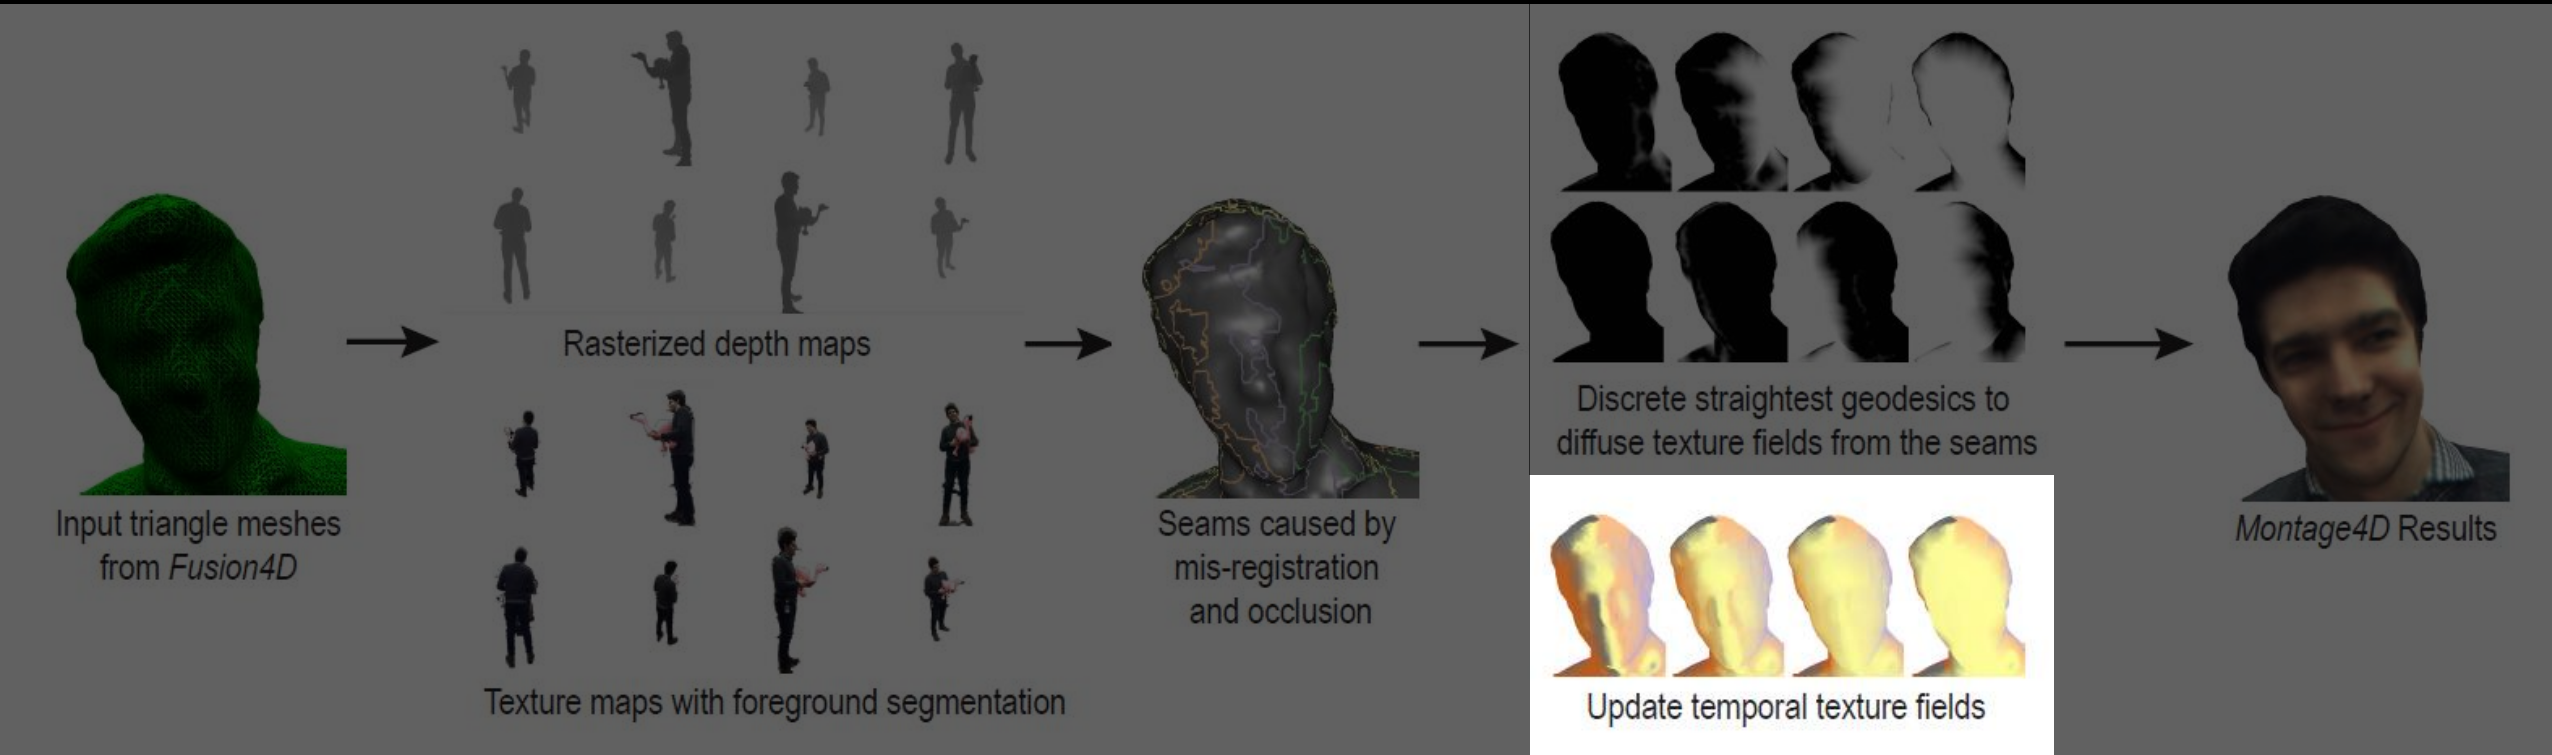 Rasterized depth maps
Input triangle meshes
from Fusion4D
Texture maps with foreground segmentation
Seams caused by
mis-registration
and occlusion
Discrete straightest geodesics to
diffuse texture fields from the seams
Update temporal texture fields
Montage4D Results